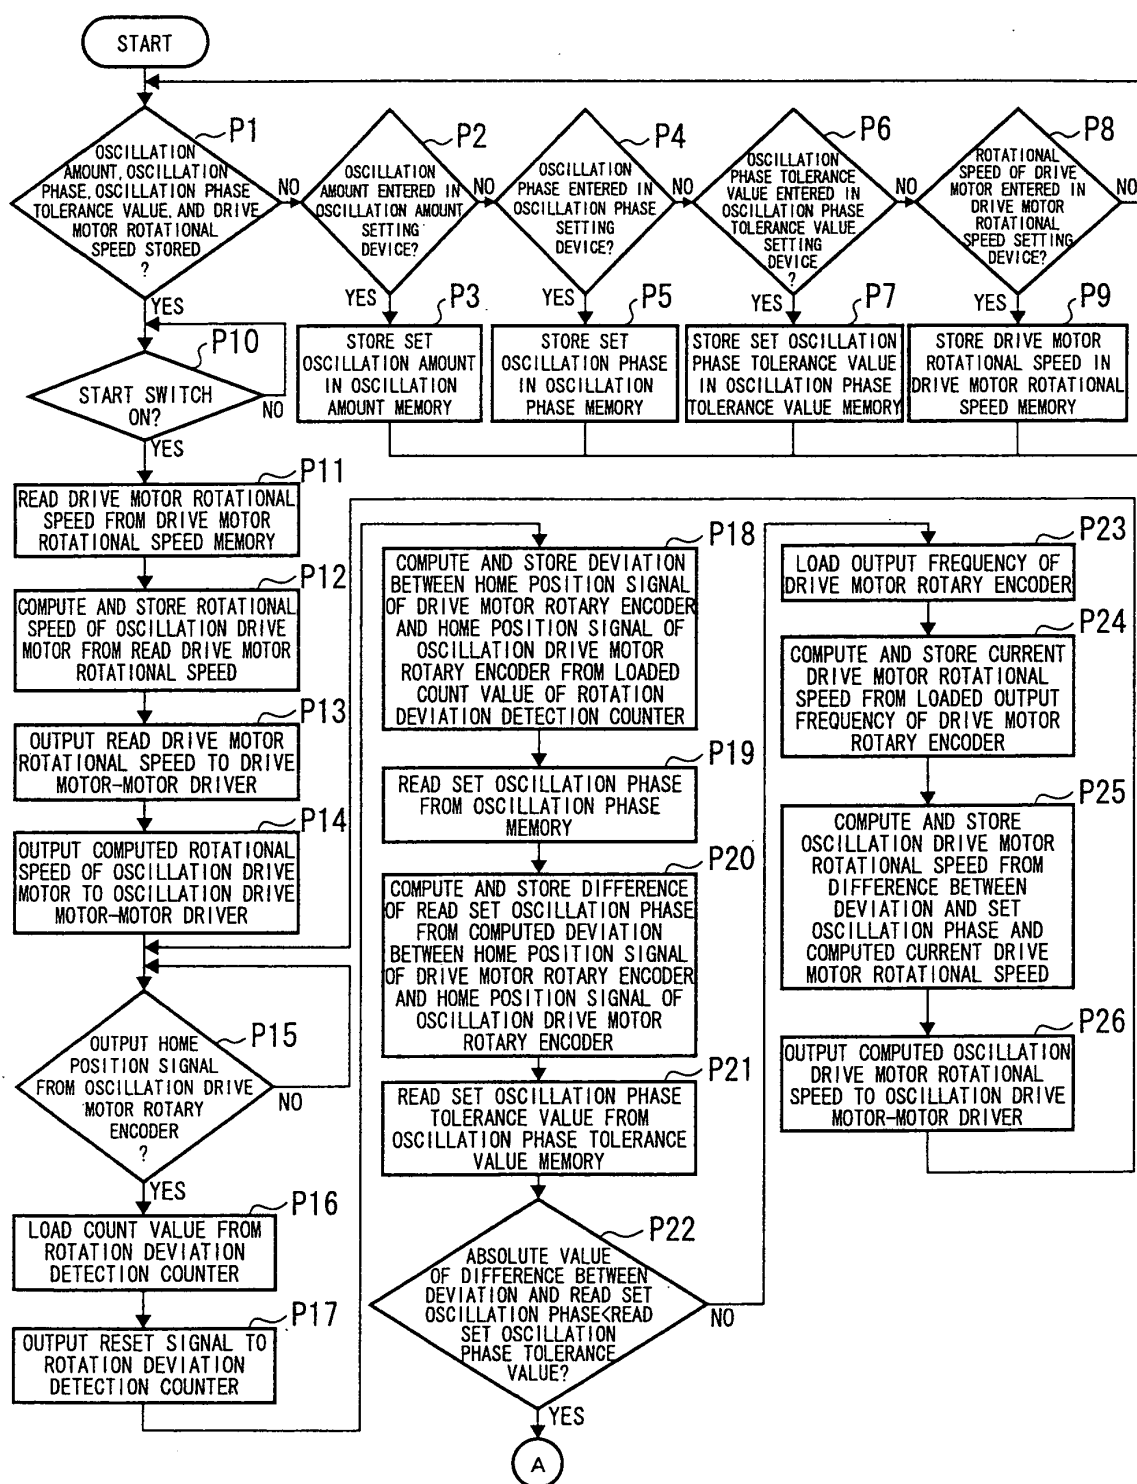 START
P1
OSCILLATION
AMOUNT, OSCILLATION
PHASE, OSCILLATION PHASE
TOLERANCE VALUE, AND DRIVE
MOTOR ROTATIONAL
SPEED STORED
?
NO
YES
P2
OSCILLATION
AMOUNT ENTERED IN
OSCILLATION AMOUNT
SETTING
DEVICE?
NO
YES
P4
OSCILLATION
PHASE ENTERED IN
OSCILLATION PHASE
SETTING
DEVICE?
NO
YES
P6
OSCILLATION
PHASE TOLERANCE
VALUE ENTERED IN
OSCILLATION PHASE
TOLERANCE VALUE
SETTING
DEVICE
?
NO
YES
P8
ROTATIONAL
SPEED OF DRIVE
MOTOR ENTERED IN
DRIVE MOTOR
ROTATIONAL
SPEED SETTING
DEVICE?
NO
YES
P3
STORE SET
OSCILLATION AMOUNT
IN OSCILLATION
AMOUNT MEMORY
P5
STORE SET
OSCILLATION PHASE
IN OSCILLATION
PHASE MEMORY
P7
STORE SET OSCILLATION
PHASE TOLERANCE VALUE
IN OSCILLATION PHASE
TOLERANCE VALUE MEMORY
P9
STORE DRIVE MOTOR
ROTATIONAL SPEED IN
DRIVE MOTOR ROTATIONAL
SPEED MEMORY
P10
START SWITCH
ON?
NO
YES
P11
READ DRIVE MOTOR ROTATIONAL
SPEED FROM DRIVE MOTOR
ROTATIONAL SPEED MEMORY
P12
COMPUTE AND STORE ROTATIONAL
SPEED OF OSCILLATION DRIVE
MOTOR FROM READ DRIVE MOTOR
ROTATIONAL SPEED
P13
OUTPUT READ DRIVE MOTOR
ROTATIONAL SPEED TO DRIVE
MOTOR-MOTOR DRIVER
P14
OUTPUT COMPUTED ROTATIONAL
SPEED OF OSCILLATION DRIVE
MOTOR TO OSCILLATION DRIVE
MOTOR-MOTOR DRIVER
P15
OUTPUT HOME
POSITION SIGNAL
FROM OSCILLATION DRIVE
MOTOR ROTARY
ENCODER
?
NO
YES
P16
LOAD COUNT VALUE FROM
ROTATION DEVIATION
DETECTION COUNTER
P17
OUTPUT RESET SIGNAL TO
ROTATION DEVIATION
DETECTION COUNTER
P18
COMPUTE AND STORE DEVIATION
BETWEEN HOME POSITION SIGNAL
OF DRIVE MOTOR ROTARY ENCODER
AND HOME POSITION SIGNAL OF
OSCILLATION DRIVE MOTOR
ROTARY ENCODER FROM LOADED
COUNT VALUE OF ROTATION
DEVIATION DETECTION COUNTER
P19
READ SET OSCILLATION PHASE
FROM OSCILLATION PHASE
MEMORY
P20
COMPUTE AND STORE DIFFERENCE
OF READ SET OSCILLATION PHASE
FROM COMPUTED DEVIATION
BETWEEN HOME POSITION SIGNAL
OF DRIVE MOTOR ROTARY ENCODER
AND HOME POSITION SIGNAL OF
OSCILLATION DRIVE MOTOR
ROTARY ENCODER
P21
READ SET OSCILLATION PHASE
TOLERANCE VALUE FROM
OSCILLATION PHASE TOLERANCE
VALUE MEMORY
P22
ABSOLUTE VALUE
OF DIFFERENCE BETWEEN
DEVIATION AND READ SET
OSCILLATION PHASE<READ
SET OSCILLATION
PHASE TOLERANCE
VALUE?
NO
YES
A
P23
LOAD OUTPUT FREQUENCY OF
DRIVE MOTOR ROTARY ENCODER
P24
COMPUTE AND STORE CURRENT
DRIVE MOTOR ROTATIONAL
SPEED FROM LOADED OUTPUT
FREQUENCY OF DRIVE MOTOR
ROTARY ENCODER
P25
COMPUTE AND STORE
OSCILLATION DRIVE MOTOR
ROTATIONAL SPEED FROM
DIFFERENCE BETWEEN
DEVIATION AND SET
OSCILLATION PHASE AND
COMPUTED CURRENT DRIVE
MOTOR ROTATIONAL SPEED
P26
OUTPUT COMPUTED OSCILLATION
DRIVE MOTOR ROTATIONAL
SPEED TO OSCILLATION DRIVE
MOTOR-MOTOR DRIVER